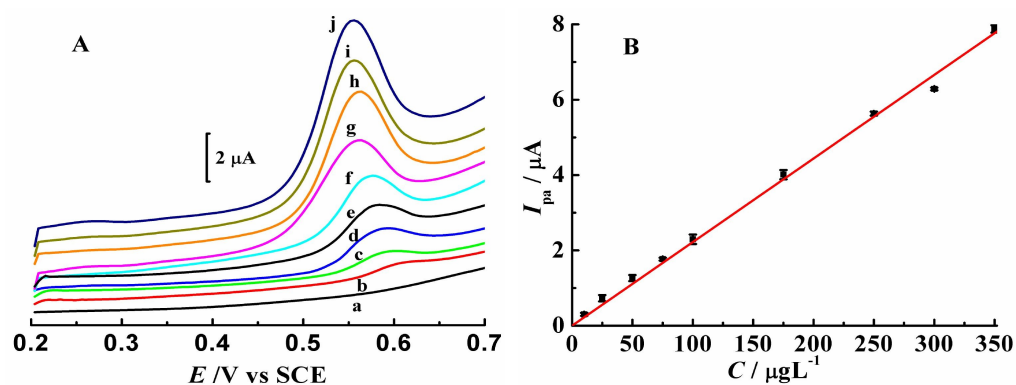 A
j
i
h
g
f
e
d
c
b
a
2 μA
0.2 0.3 0.4 0.5 0.6 0.7
E /V vs SCE
B
8
6
4
2
0
0 50 100 150 200 250 300 350
I pa / μA
C / μgL-1